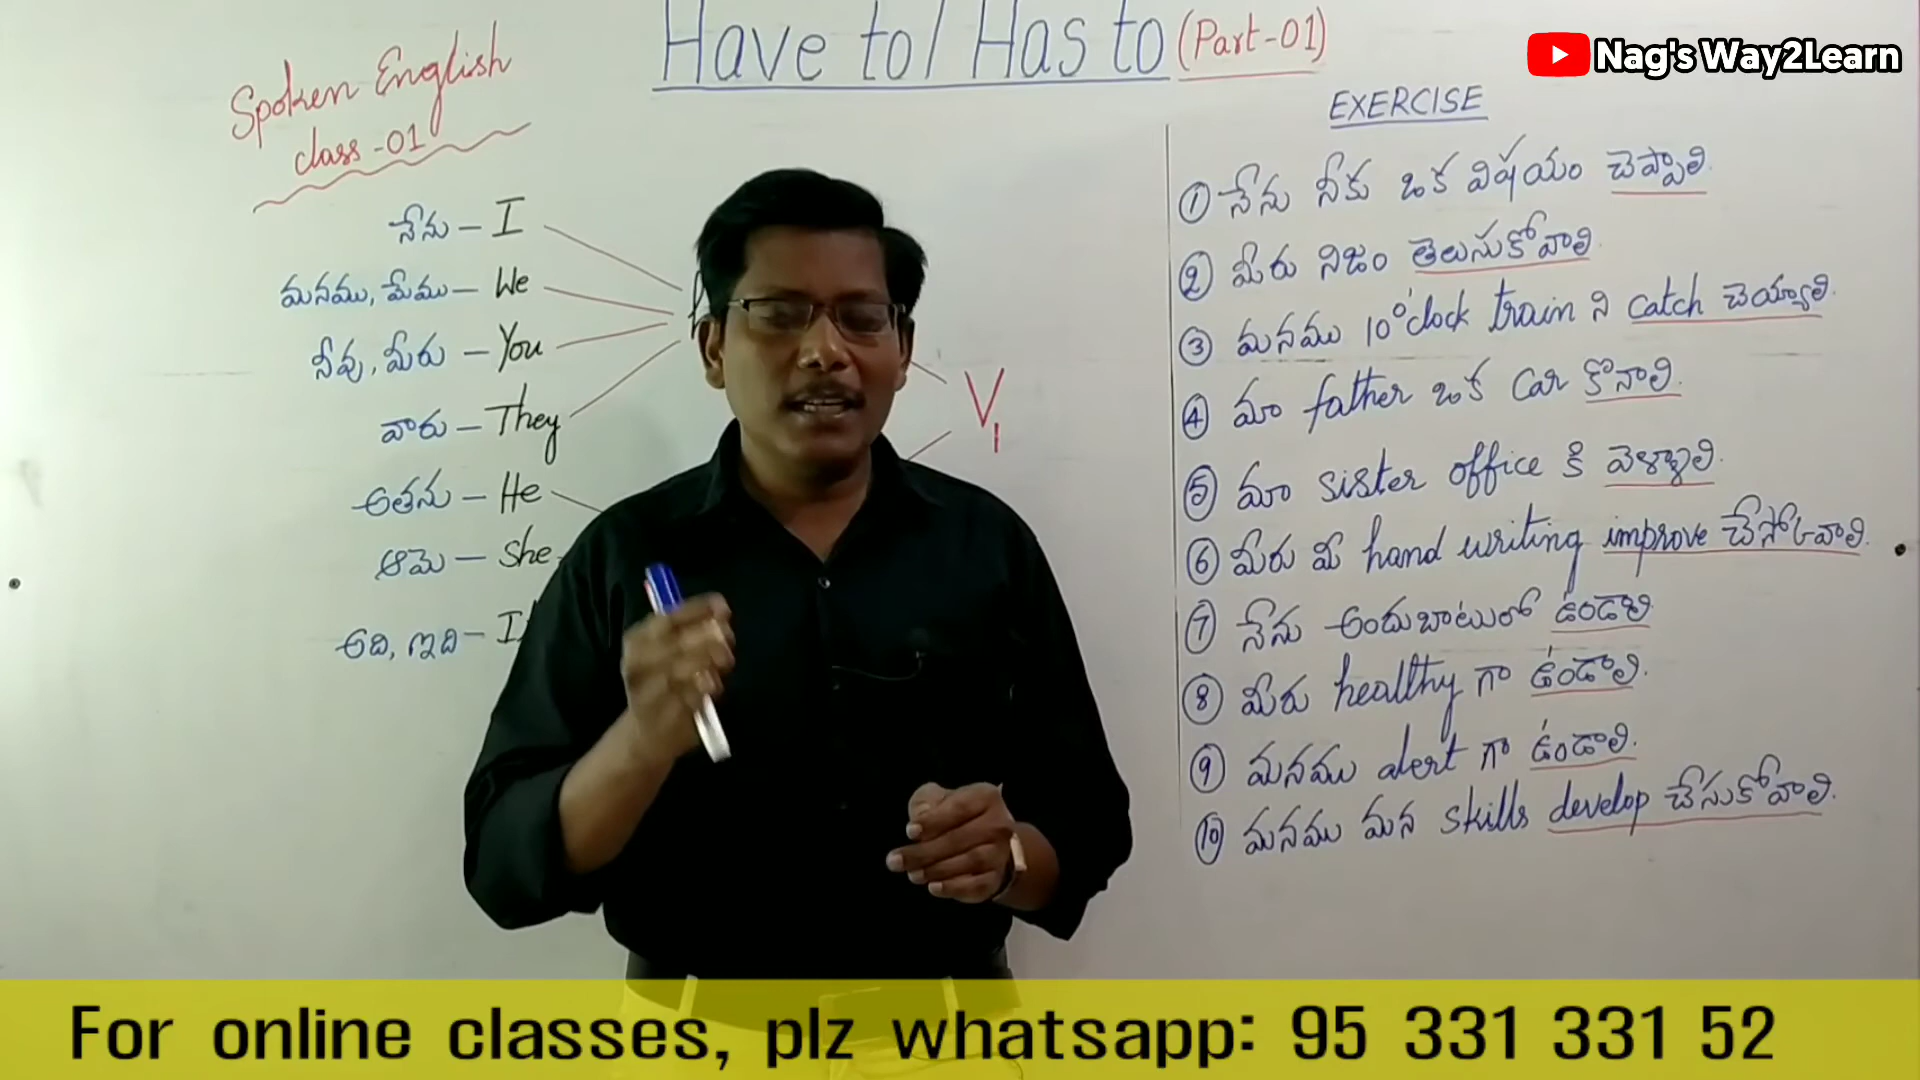 Have to / Has to (Part-01)
Nag's Way2Learn
Spoken English
class-01
నేను – I
మనము, మేము – We
నీవు, మీరు – You
వారు – They
అతను – He
ఆమె – She
అది, ఇది –
V1
EXERCISE
① నేను నీకు ఒక విషయం చెప్పాలి.
② మీరు నిజం తెలుసుకోవాలి.
③ మనము 10 o'clock train ని catch చెయ్యాలి.
④ మా father ఒక car కొనాలి.
⑤ మా sister office కి వెళ్ళాలి.
⑥ మీరు మీ hand writing improve చేసుకోవాలి.
⑦ నేను అందుబాటులో ఉండాలి
⑧ మీరు healthy గా ఉండాలి.
⑨ మనము alert గా ఉండాలి.
⑩ మనము మన skills develop చేసుకోవాలి.
For online classes, plz whatsapp: 95 331 331 52